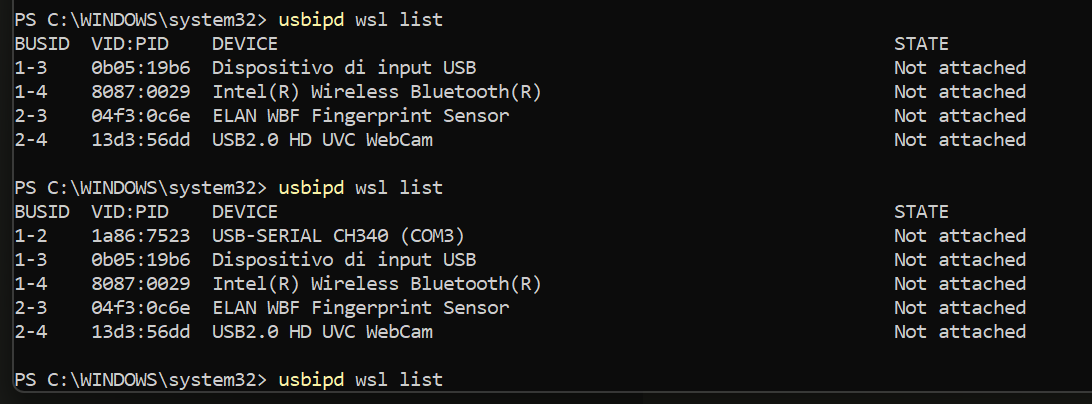 PS C:\WINDOWS\system32> usbipd wsl list
BUSID  VID:PID    DEVICE                                                        STATE
1-3    0b05:19b6  Dispositivo di input USB                                      Not attached
1-4    8087:0029  Intel(R) Wireless Bluetooth(R)                                Not attached
2-3    04f3:0c6e  ELAN WBF Fingerprint Sensor                                   Not attached
2-4    13d3:56dd  USB2.0 HD UVC WebCam                                          Not attached
PS C:\WINDOWS\system32> usbipd wsl list
BUSID  VID:PID    DEVICE                                                        STATE
1-2    1a86:7523  USB-SERIAL CH340 (COM3)                                       Not attached
1-3    0b05:19b6  Dispositivo di input USB                                      Not attached
1-4    8087:0029  Intel(R) Wireless Bluetooth(R)                                Not attached
2-3    04f3:0c6e  ELAN WBF Fingerprint Sensor                                   Not attached
2-4    13d3:56dd  USB2.0 HD UVC WebCam                                          Not attached
PS C:\WINDOWS\system32> usbipd wsl list